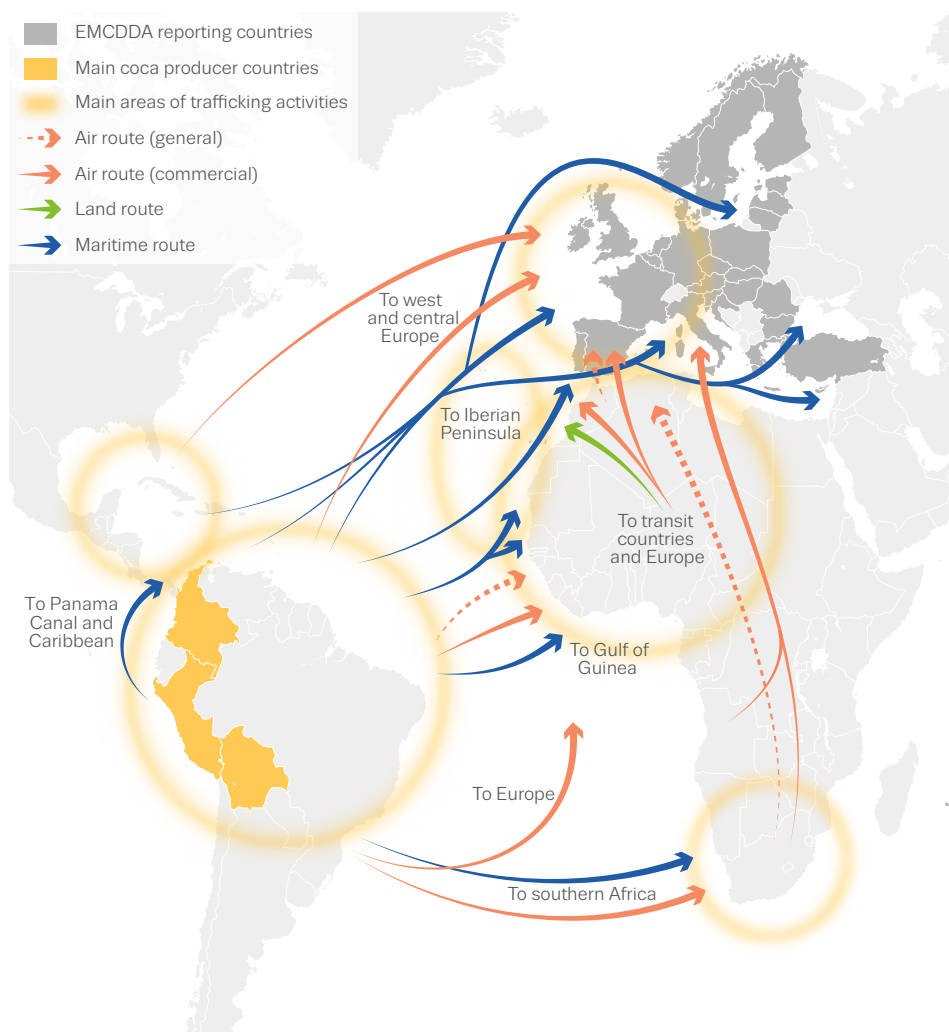 EMCDDA reporting countries
Main coca producer countries
Main areas of trafficking activities
Air route (general)
Air route (commercial)
Land route
Maritime route
To west
and central
Europe
To Iberian
Peninsula
To transit
countries
and Europe
To Panama
Canal and
Caribbean
To Gulf of
Guinea
To Europe
To southern Africa